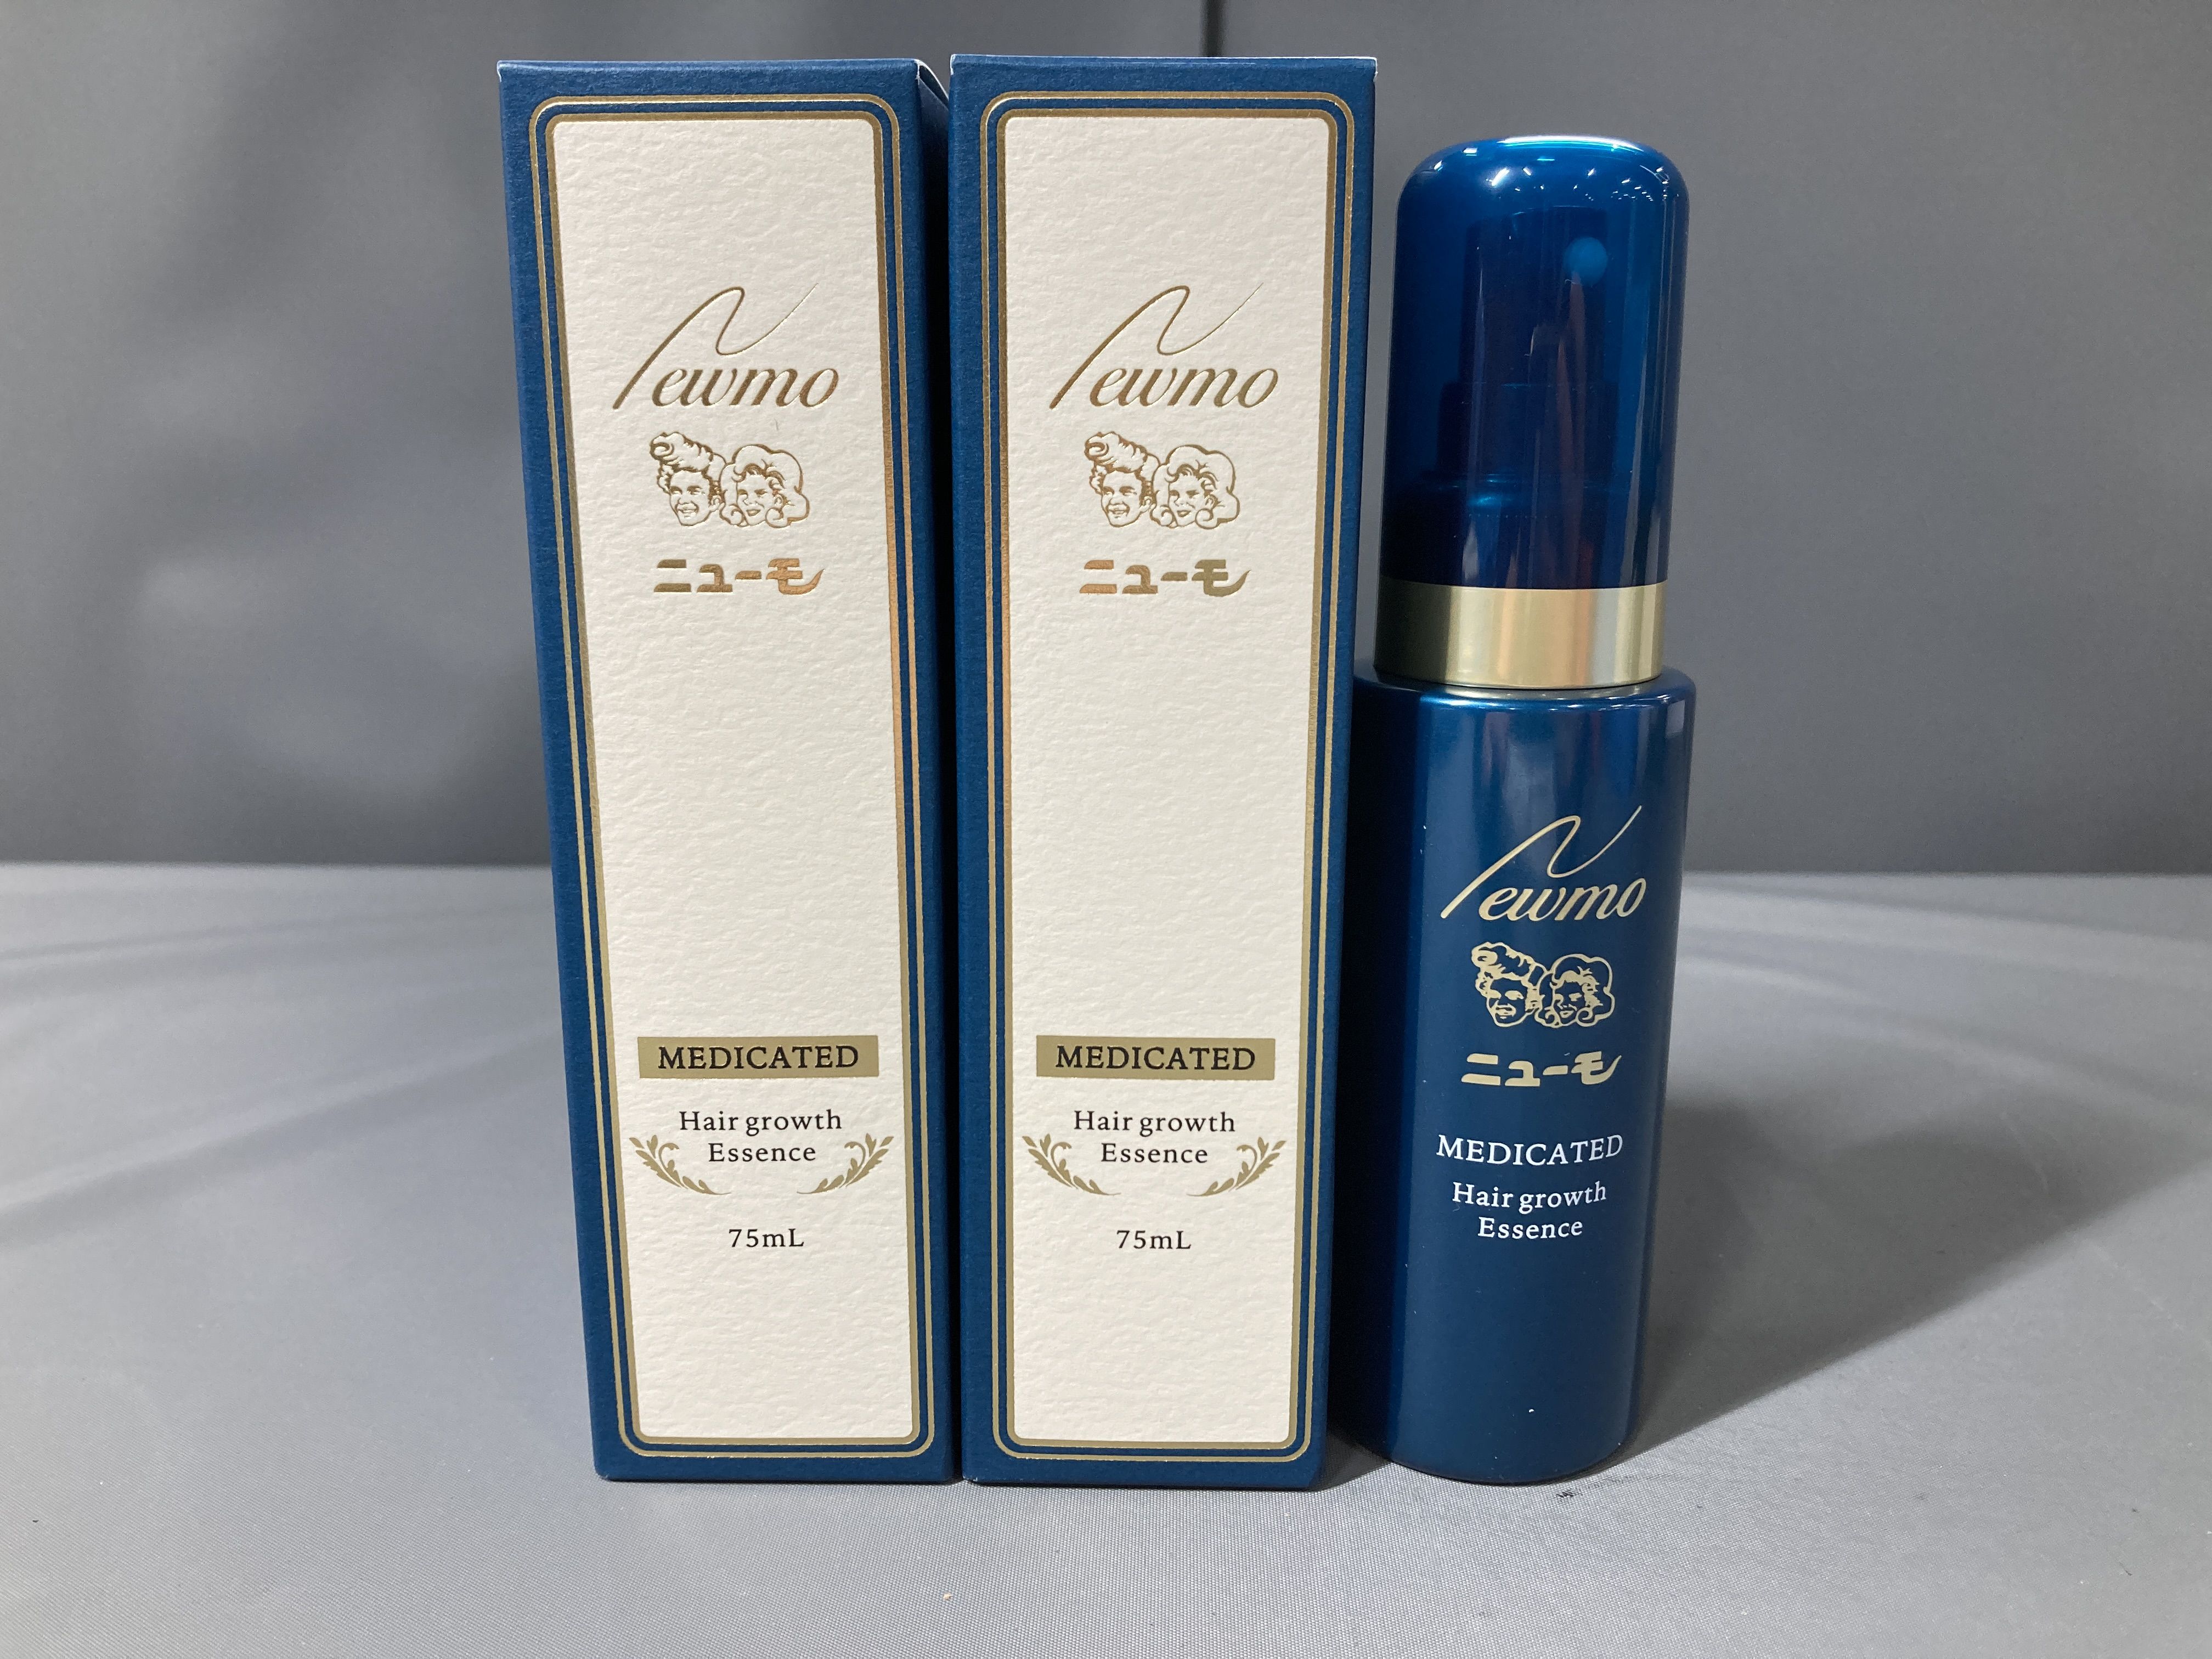 Newmo
ニューモ
MEDICATED
Hair growth
Essence
75mL
Newmo
ニューモ
MEDICATED
Hair growth
Essence
75mL
Newmo
ニューモ
MEDICATED
Hair growth
Essence